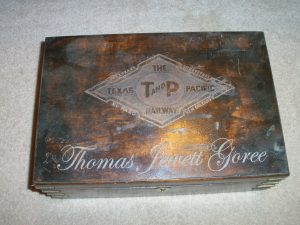 THE
TEXAS T AND P PACIFIC
RAILWAY
Thomas Jewett Goree